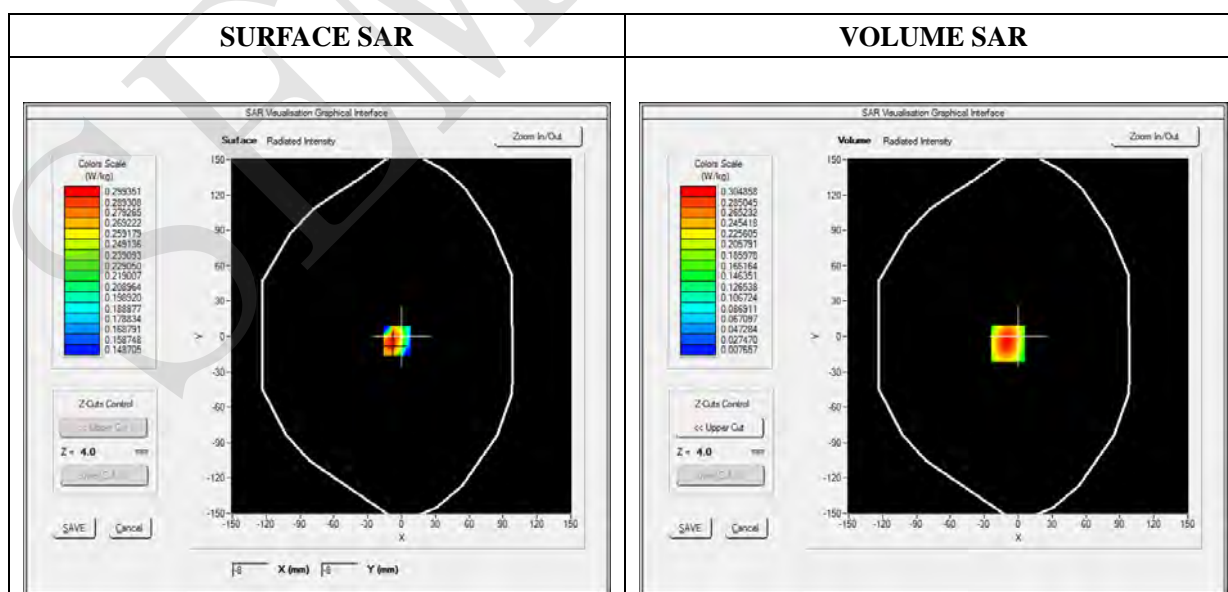 SURFACE SAR
VOLUME SAR
SAR Visualisation Graphical Interface
Surface Radiated Intensity
Zoom In/Out
Colors Scale
(W/kg)
0.299351
0.289308
0.279265
0.269222
0.259179
0.249136
0.239093
0.229050
0.219007
0.208964
0.198920
0.188877
0.178834
0.168791
0.158748
0.148705
150
120
90
60
30
0
-30
-60
-90
-120
-150
Y
-150 -120 -90 -60 -30 0 30 60 90 120 150
X
Z-Cuts Control
<< Upper Cut
Z = 4.0 mm
SAVE
Cancel
-8 X (mm) -8 Y (mm)
SAR Visualisation Graphical Interface
Volume Radiated Intensity
Zoom In/Out
Colors Scale
(W/kg)
0.304858
0.285045
0.265232
0.245418
0.225605
0.205791
0.185978
0.166164
0.146351
0.126538
0.106724
0.086911
0.067097
0.047284
0.027470
0.007657
150
120
90
60
30
0
-30
-60
-90
-120
-150
Y
-150 -120 -90 -60 -30 0 30 60 90 120 150
X
Z-Cuts Control
<< Upper Cut
Z = 4.0 mm
SAVE
Cancel